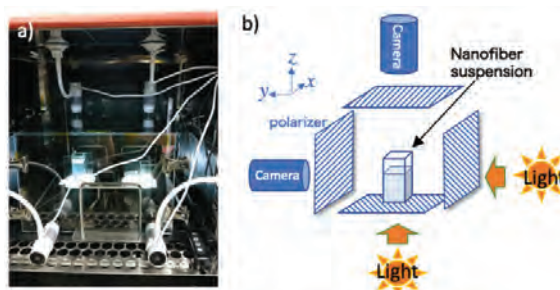 a)
b)
Camera
Nanofiber
suspension
z
y
x
polarizer
Camera
Light
Light